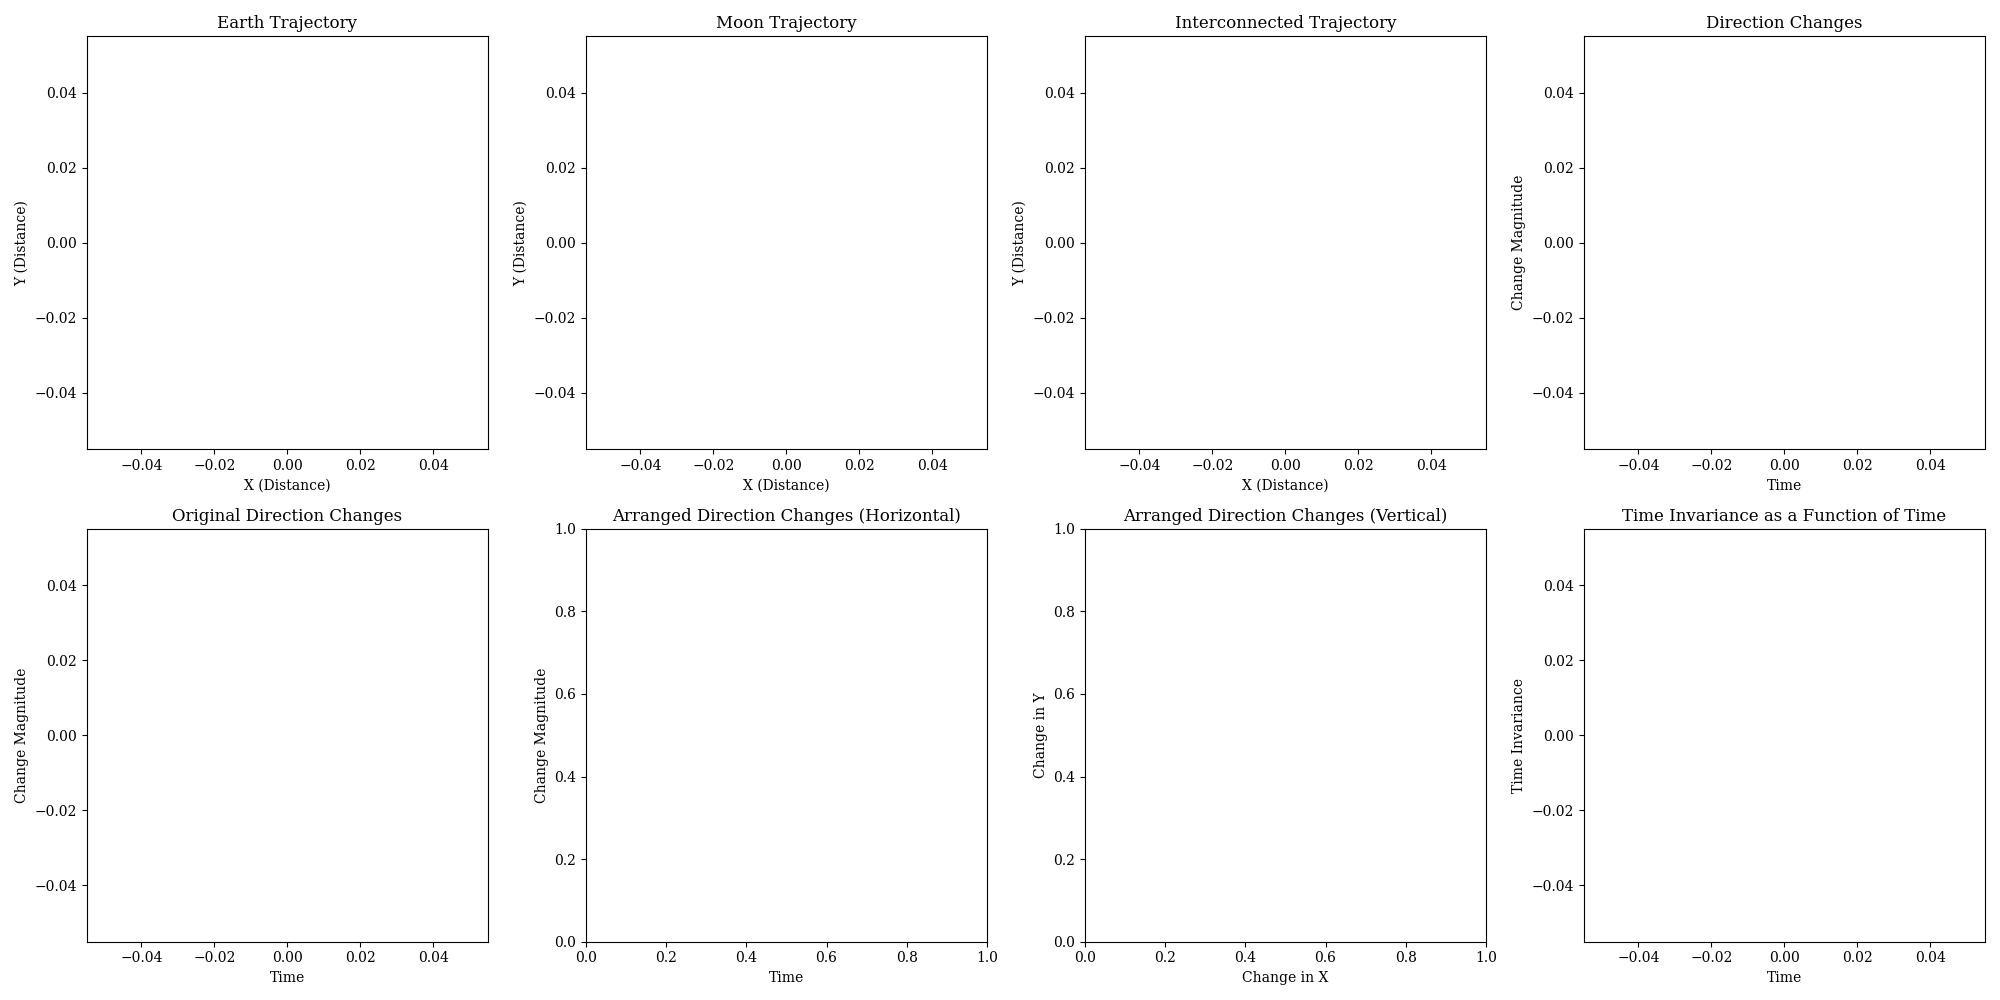 Earth Trajectory
Y (Distance)
0.04
0.02
0.00
−0.02
−0.04
−0.04 −0.02 0.00 0.02 0.04
X (Distance)
Moon Trajectory
Y (Distance)
0.04
0.02
0.00
−0.02
−0.04
−0.04 −0.02 0.00 0.02 0.04
X (Distance)
Interconnected Trajectory
Y (Distance)
0.04
0.02
0.00
−0.02
−0.04
−0.04 −0.02 0.00 0.02 0.04
X (Distance)
Direction Changes
Change Magnitude
0.04
0.02
0.00
−0.02
−0.04
−0.04 −0.02 0.00 0.02 0.04
Time
Original Direction Changes
Change Magnitude
0.04
0.02
0.00
−0.02
−0.04
−0.04 −0.02 0.00 0.02 0.04
Time
Arranged Direction Changes (Horizontal)
Change Magnitude
1.0
0.8
0.6
0.4
0.2
0.0
0.0 0.2 0.4 0.6 0.8 1.0
Time
Arranged Direction Changes (Vertical)
Change in Y
1.0
0.8
0.6
0.4
0.2
0.0
0.0 0.2 0.4 0.6 0.8 1.0
Change in X
Time Invariance as a Function of Time
Time Invariance
0.04
0.02
0.00
−0.02
−0.04
−0.04 −0.02 0.00 0.02 0.04
Time